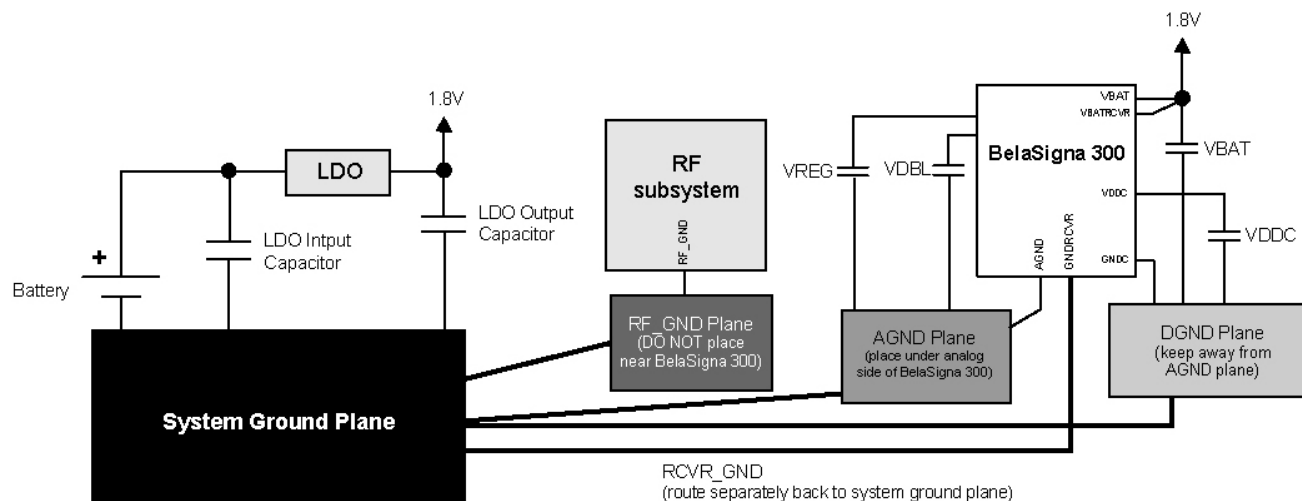 1.8V
1.8V
LDO
LDO Intput
Capacitor
LDO Output
Capacitor
+
Battery
System Ground Plane
RF
subsystem
RF_GND
RF_GND Plane
(DO NOT place
near BelaSigna 300)
VREG
VDBL
BelaSigna 300
VBAT
VBATRCVR
VDDC
GNDC
AGND
GNDRCVR
VBAT
VDDC
AGND Plane
(place under analog
side of BelaSigna 300)
DGND Plane
(keep away from
AGND plane)
RCVR_GND
(route separately back to system ground plane)